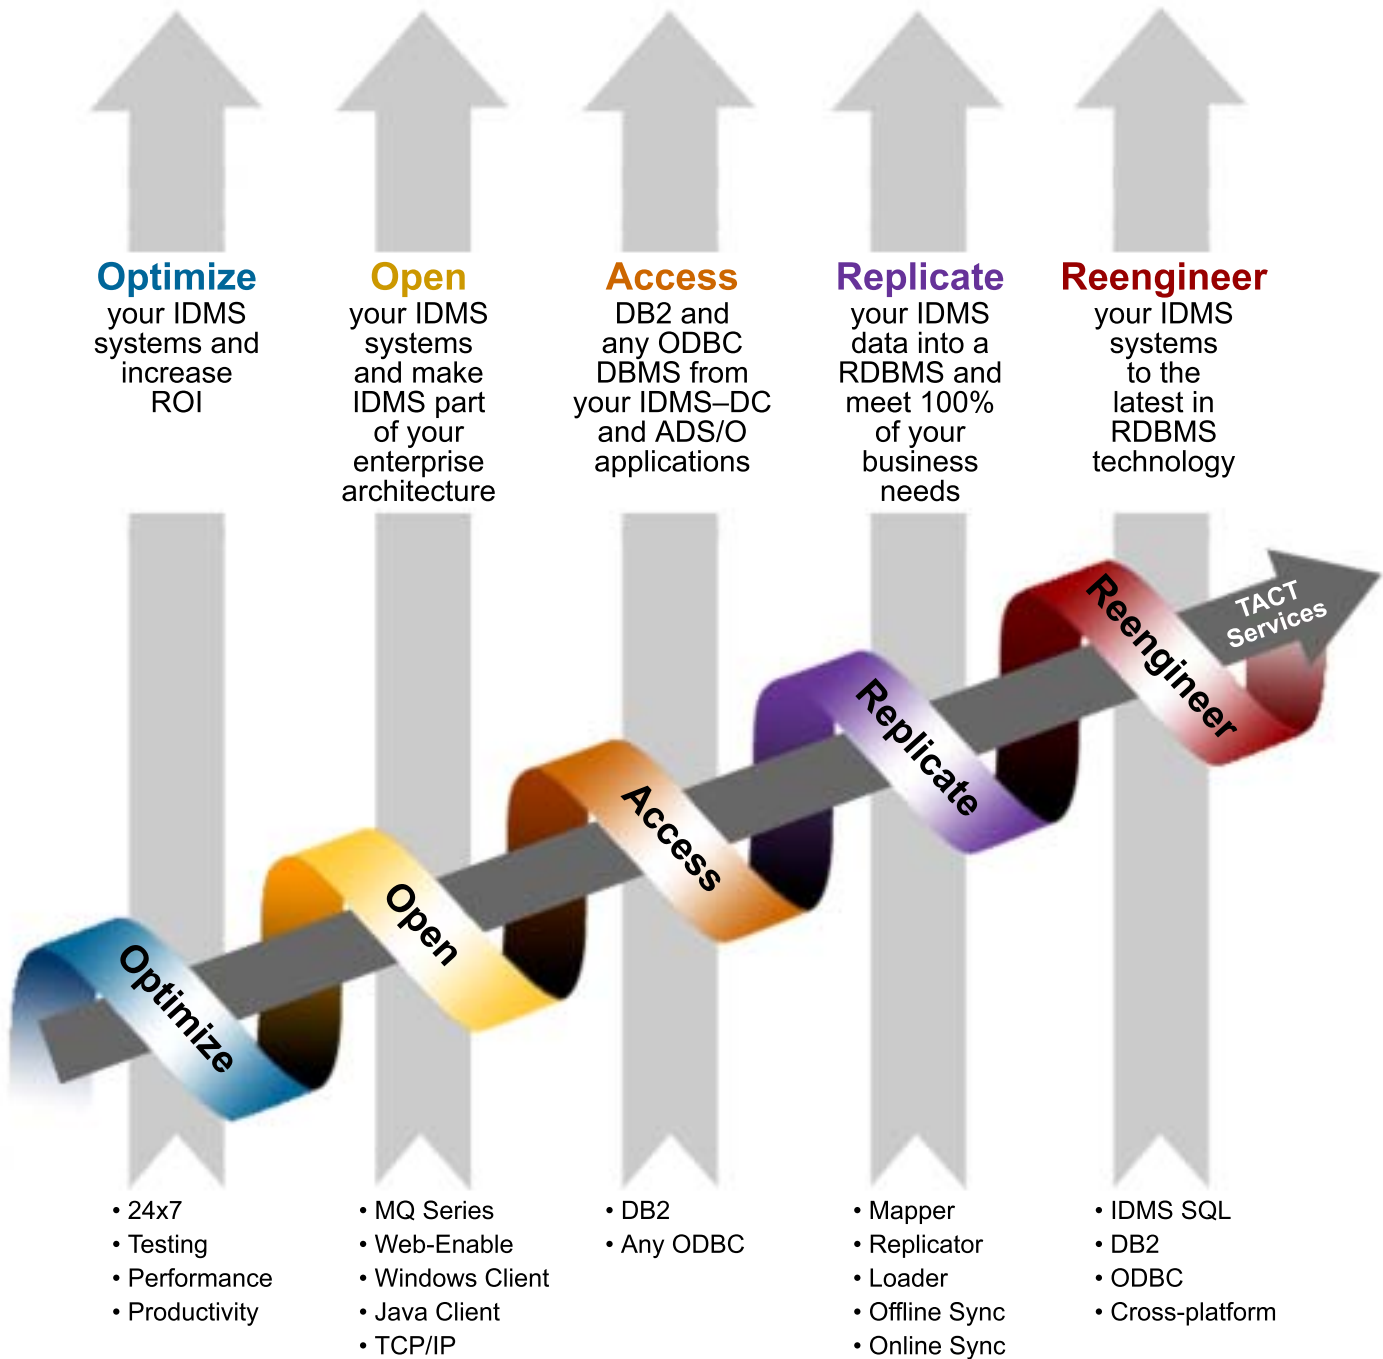 Optimize
your IDMS
systems and
increase
ROI
Open
your IDMS
systems
and make
IDMS part
of your
enterprise
architecture
Access
DB2 and
any ODBC
DBMS from
your IDMS–DC
and ADS/O
applications
Replicate
your IDMS
data into a
RDBMS and
meet 100%
of your
business
needs
Reengineer
your IDMS
systems
to the
latest in
RDBMS
technology
Optimize
Open
Access
Replicate
Reengineer
TACT
Services
• 24x7
• Testing
• Performance
• Productivity
• MQ Series
• Web-Enable
• Windows Client
• Java Client
• TCP/IP
• DB2
• Any ODBC
• Mapper
• Replicator
• Loader
• Offline Sync
• Online Sync
• IDMS SQL
• DB2
• ODBC
• Cross-platform